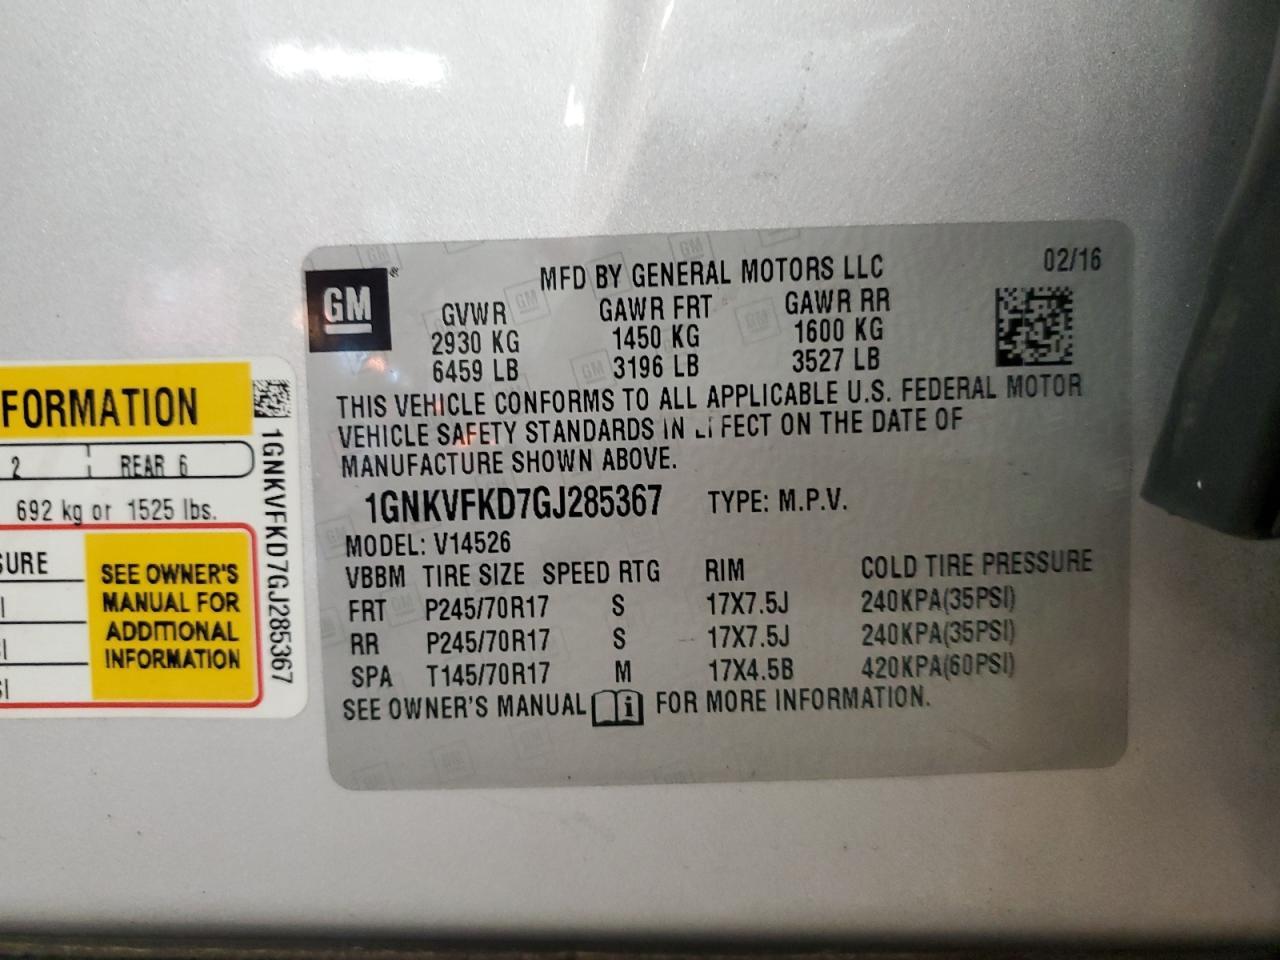 GM
MFD BY GENERAL MOTORS LLC 02/16
GVWR GAWR FRT GAWR RR
2930 KG 1450 KG 1600 KG
6459 LB 3196 LB 3527 LB
THIS VEHICLE CONFORMS TO ALL APPLICABLE U.S. FEDERAL MOTOR
VEHICLE SAFETY STANDARDS IN EFFECT ON THE DATE OF
MANUFACTURE SHOWN ABOVE.
1GNKVFKD7GJ285367 TYPE: M.P.V.
MODEL: V14526
VBBM TIRE SIZE SPEED RTG RIM COLD TIRE PRESSURE
FRT P245/70R17 S 17X7.5J 240KPA(35PSI)
RR P245/70R17 S 17X7.5J 240KPA(35PSI)
SPA T145/70R17 M 17X4.5B 420KPA(60PSI)
SEE OWNER'S MANUAL i FOR MORE INFORMATION.
FORMATION
2 REAR 6
692 kg or 1525 lbs.
SURE
I
SI
SI
SEE OWNER'S
MANUAL FOR
ADDITIONAL
INFORMATION
1GNKVFKD7GJ285367